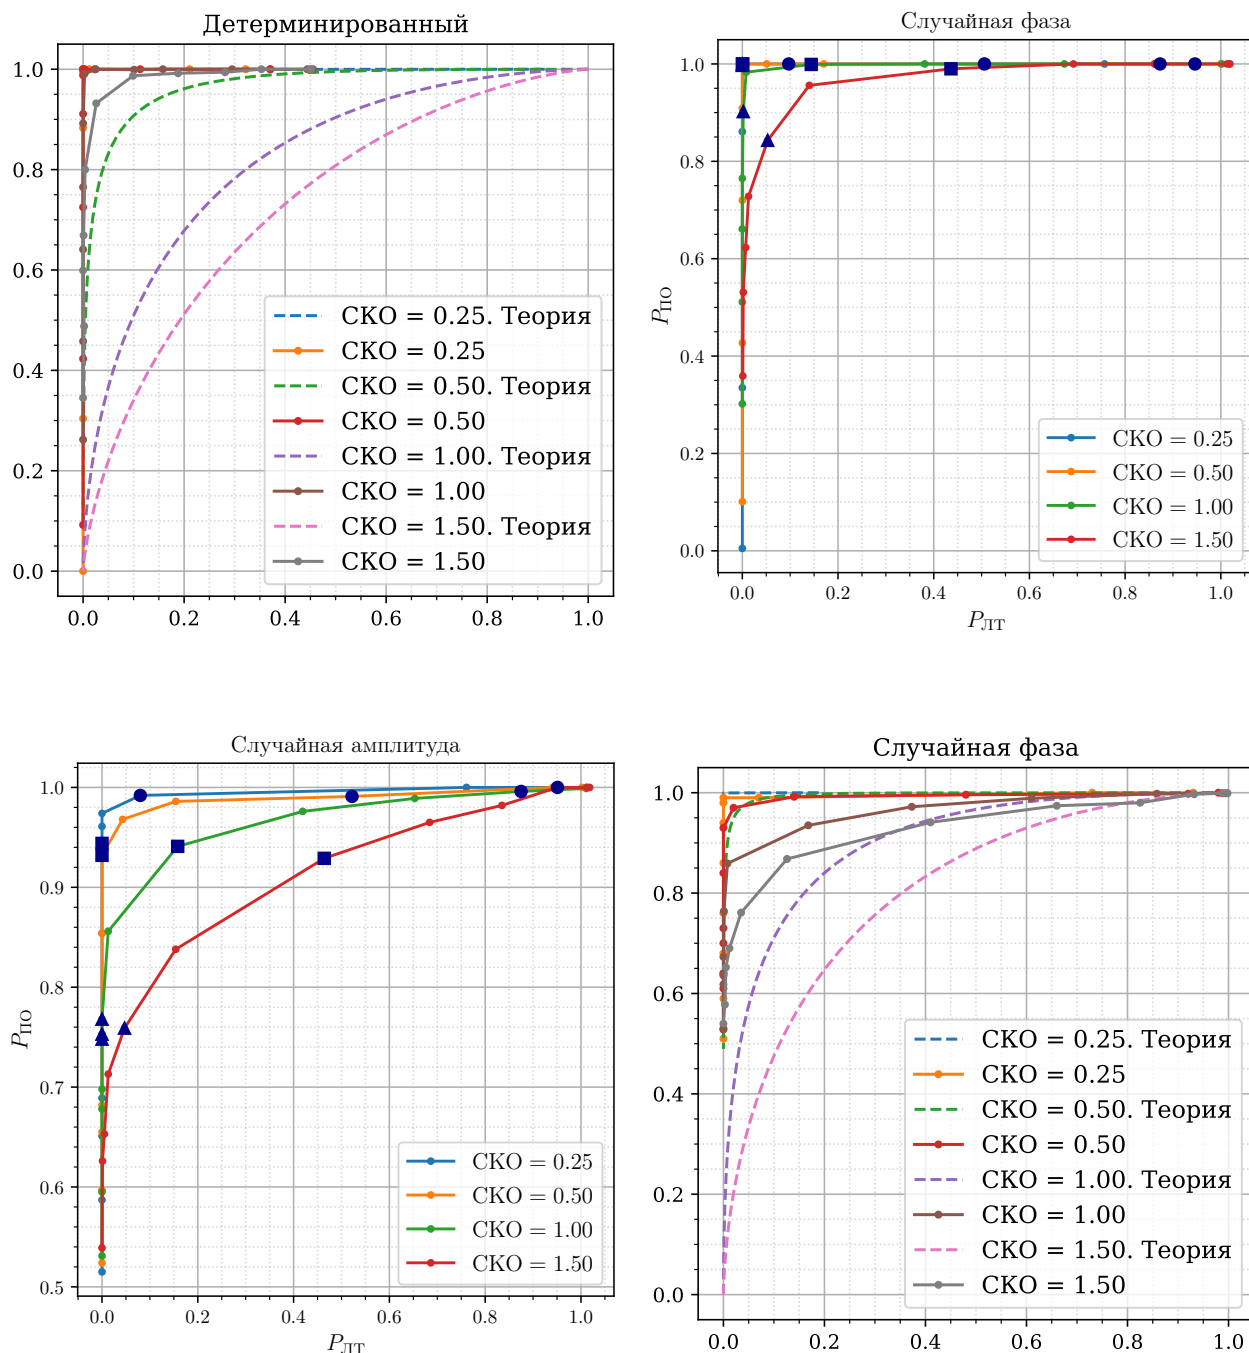 Детерминированный
1.0
0.8
0.6
0.4
0.2
0.0
0.0 0.2 0.4 0.6 0.8 1.0
СКО = 0.25. Теория
СКО = 0.25
СКО = 0.50. Теория
СКО = 0.50
СКО = 1.00. Теория
СКО = 1.00
СКО = 1.50. Теория
СКО = 1.50
Случайная фаза
PПО
1.0
0.8
0.6
0.4
0.2
0.0
0.0 0.2 0.4 0.6 0.8 1.0
PЛТ
СКО = 0.25
СКО = 0.50
СКО = 1.00
СКО = 1.50
Случайная амплитуда
PПО
1.0
0.9
0.8
0.7
0.6
0.5
0.0 0.2 0.4 0.6 0.8 1.0
PЛТ
СКО = 0.25
СКО = 0.50
СКО = 1.00
СКО = 1.50
Случайная фаза
1.0
0.8
0.6
0.4
0.2
0.0
0.0 0.2 0.4 0.6 0.8 1.0
СКО = 0.25. Теория
СКО = 0.25
СКО = 0.50. Теория
СКО = 0.50
СКО = 1.00. Теория
СКО = 1.00
СКО = 1.50. Теория
СКО = 1.50